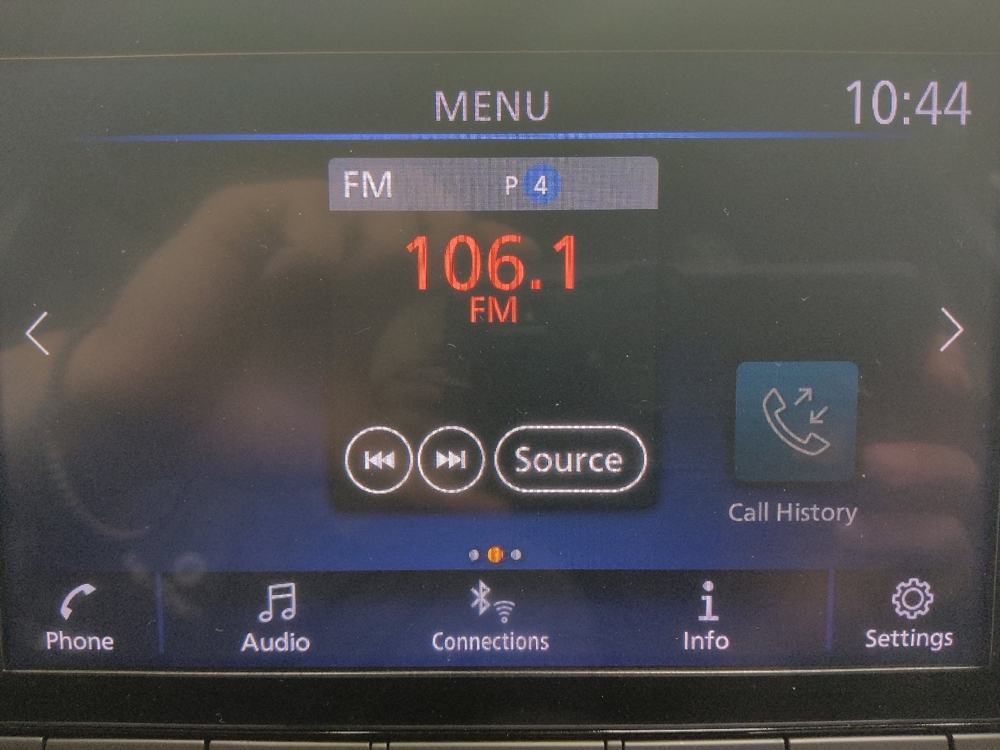 MENU
10:44
FM P 4
106.1
FM
Source
Call History
Phone
Audio
Connections
Info
Settings